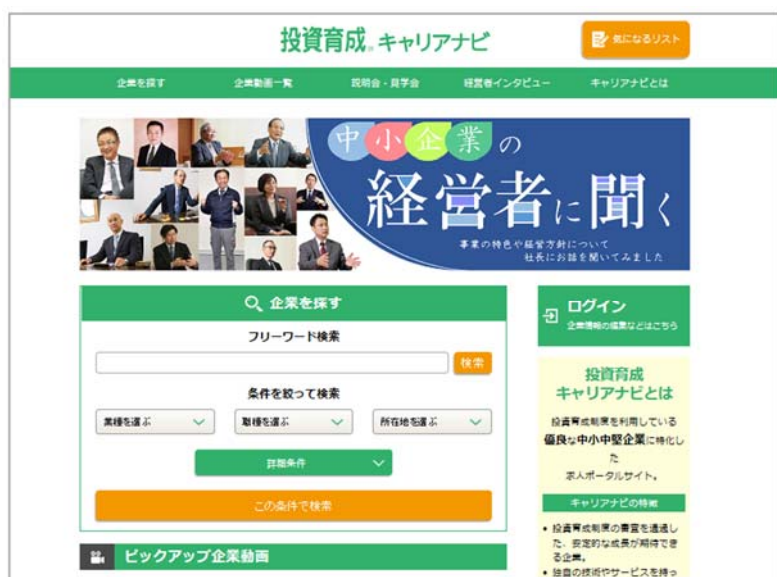 投資育成® キャリアナビ
気になるリスト
企業を探す
企業動画一覧
説明会・見学会
経営者インタビュー
キャリアナビとは
中小企業の
経営者に聞く
事業の特色や経営方針について
社長にお話を聞いてみました
企業を探す
フリーワード検索
検索
条件を絞って検索
業種を選ぶ
職種を選ぶ
所在地を選ぶ
詳細条件
この条件で検索
ピックアップ企業動画
ログイン
企業情報の編集などはこちら
投資育成
キャリアナビとは
投資育成制度を利用している
優良な中小中堅企業に特化し
た
求人ポータルサイト。
キャリアナビの特徴
• 投資育成制度の審査を通過し
た、安定的な成長が期待でき
る企業。
• 独自の技術やサービスを持っ